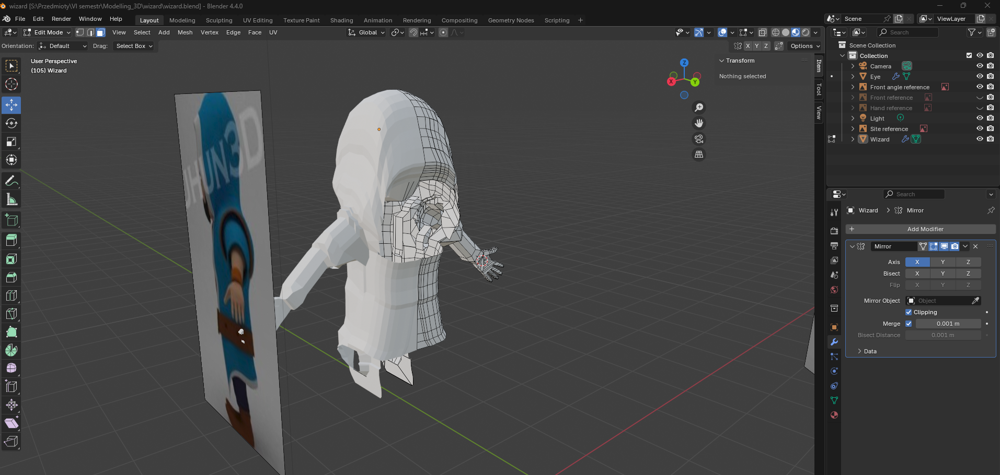 wizard [S:\Przedmioty\VI semestr\Modelling_3D\wizard\wizard.blend] - Blender 4.4.0
File Edit Render Window Help Layout Modeling Sculpting UV Editing Texture Paint Shading Animation Rendering Compositing Geometry Nodes Scripting + Scene ViewLayer
Edit Mode View Select Add Mesh Vertex Edge Face UV Global Search
Orientation: Default Drag: Select Box X Y Z Options
Scene Collection
Collection
Camera
Eye
Front angle reference
Front reference
Hand reference
Light
Site reference
Wizard
User Perspective
(105) Wizard
Transform
Nothing selected
Item
Tool
View
Z
X
Y
HUN3D
Search
Wizard > Mirror
+ Add Modifier
Mirror
Axis X Y Z
Bisect X Y Z
Flip X Y Z
Mirror Object Object
Clipping
Merge 0.001 m
Bisect Distance 0.001 m
Data